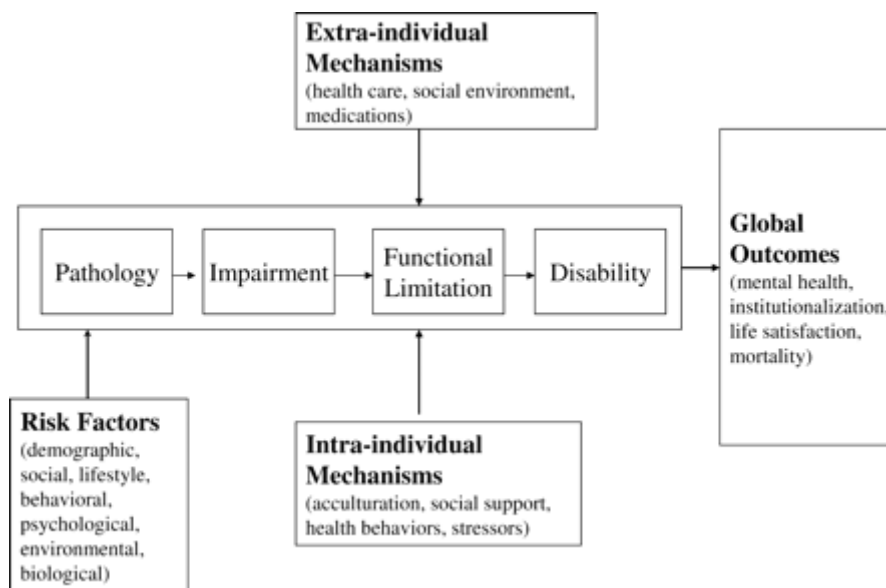 Extra-individual
Mechanisms
(health care, social environment,
medications)
Pathology
Impairment
Functional
Limitation
Disability
Global
Outcomes
(mental health,
institutionalization,
life satisfaction,
mortality)
Risk Factors
(demographic,
social, lifestyle,
behavioral,
psychological,
environmental,
biological)
Intra-individual
Mechanisms
(acculturation, social support,
health behaviors, stressors)